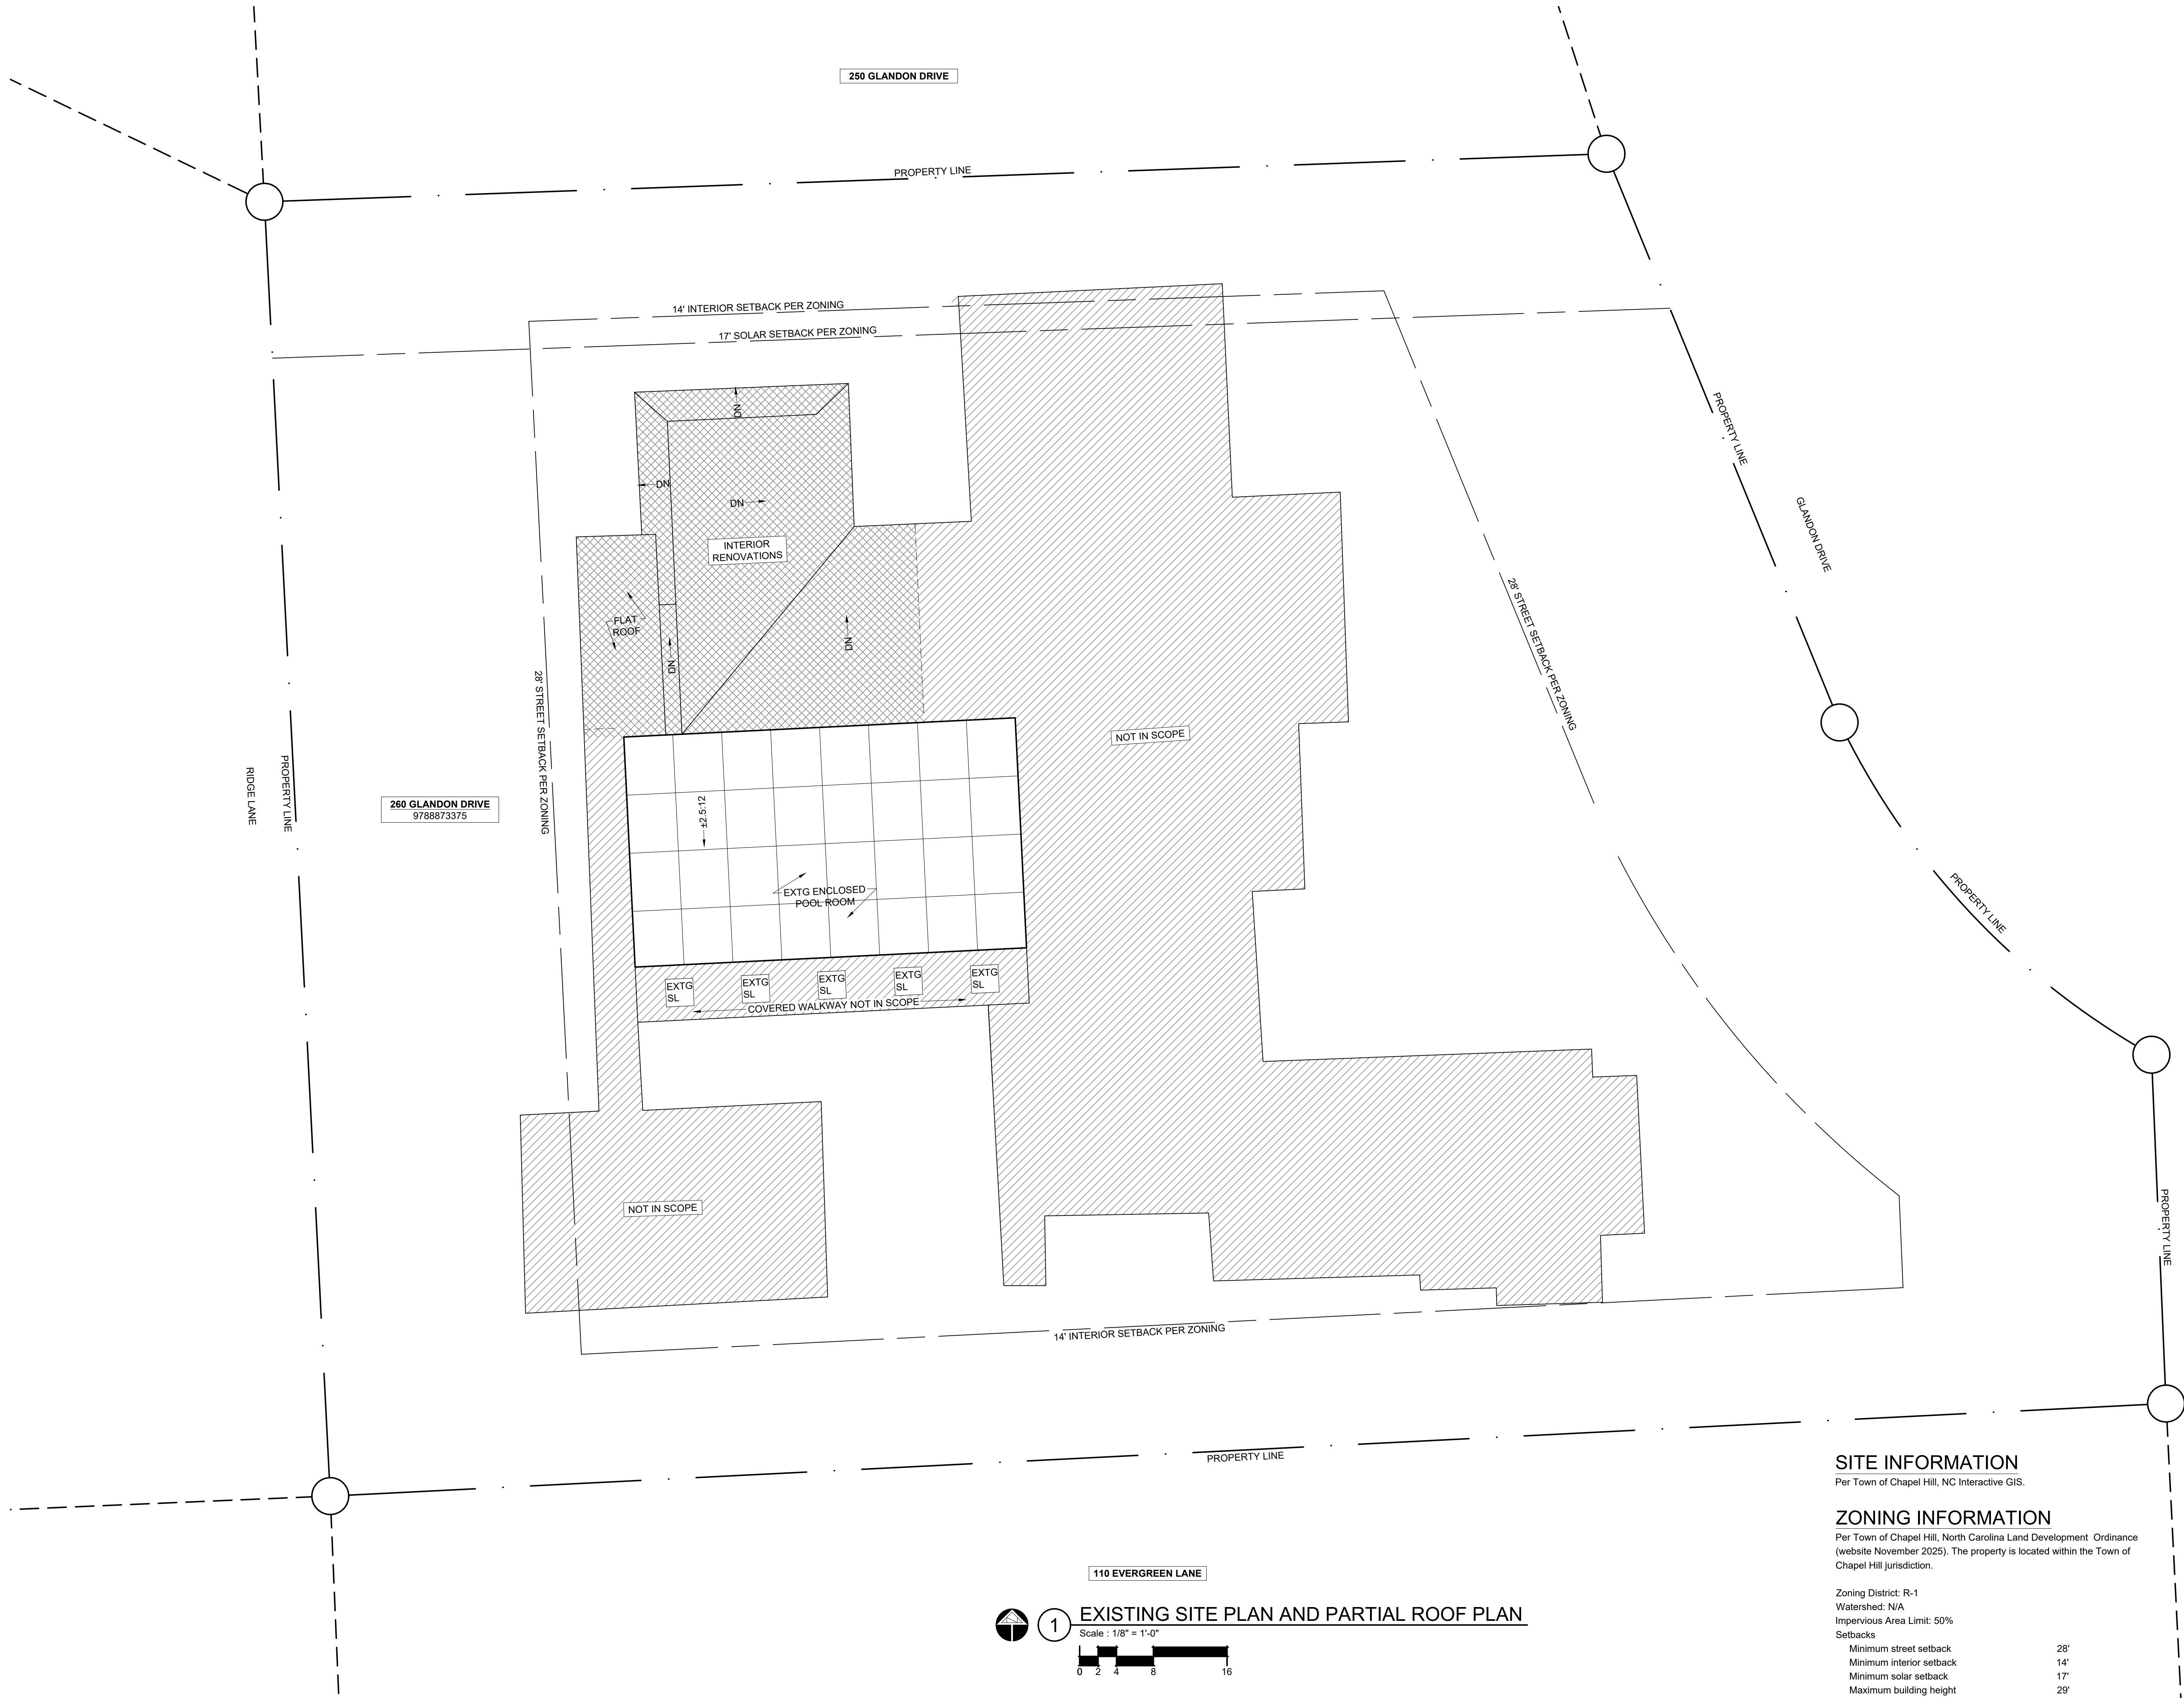 250 GLANDON DRIVE
PROPERTY LINE
14' INTERIOR SETBACK PER ZONING
17' SOLAR SETBACK PER ZONING
DN
DN
DN
INTERIOR
RENOVATIONS
FLAT
ROOF
DN
DN
PROPERTY LINE
GLANDON DRIVE
28' STREET SETBACK PER ZONING
28' STREET SETBACK PER ZONING
NOT IN SCOPE
RIDGE LANE
PROPERTY LINE
260 GLANDON DRIVE
9788873375
±2.5:12
EXTG ENCLOSED
POOL ROOM
PROPERTY LINE
EXTG
SL
EXTG
SL
EXTG
SL
EXTG
SL
EXTG
SL
COVERED WALKWAY NOT IN SCOPE
NOT IN SCOPE
PROPERTY LINE
14' INTERIOR SETBACK PER ZONING
PROPERTY LINE
110 EVERGREEN LANE
N
1
EXISTING SITE PLAN AND PARTIAL ROOF PLAN
Scale : 1/8" = 1'-0"
0 2 4 8 16
SITE INFORMATION
Per Town of Chapel Hill, NC Interactive GIS.
ZONING INFORMATION
Per Town of Chapel Hill, North Carolina Land Development Ordinance
(website November 2025). The property is located within the Town of
Chapel Hill jurisdiction.
Zoning District: R-1
Watershed: N/A
Impervious Area Limit: 50%
Setbacks
Minimum street setback 28'
Minimum interior setback 14'
Minimum solar setback 17'
Maximum building height 29'